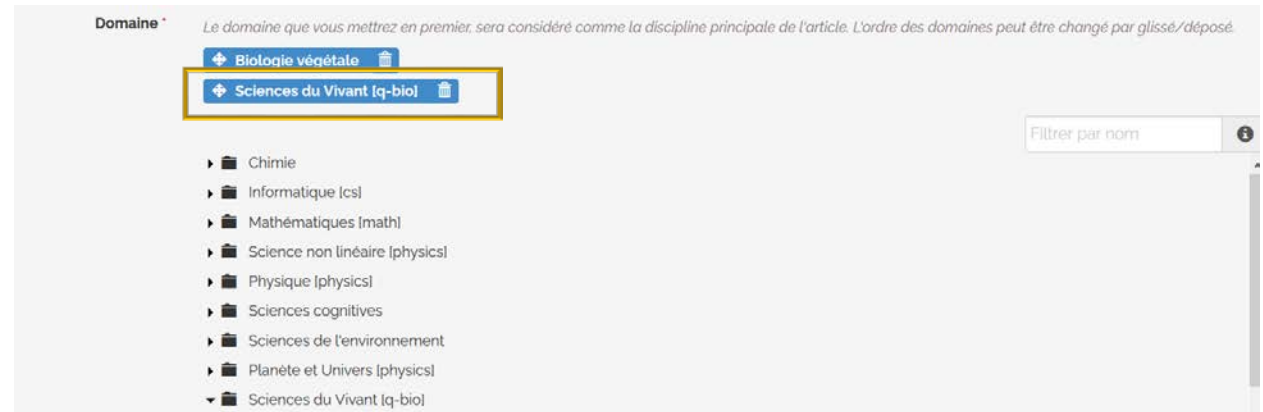 Domaine *
Le domaine que vous mettrez en premier, sera considéré comme la discipline principale de l'article. L'ordre des domaines peut être changé par glissé/déposé.
Biologie végétale
Sciences du Vivant [q-bio]
Filtrer par nom
Chimie
Informatique [cs]
Mathématiques [math]
Science non linéaire [physics]
Physique [physics]
Sciences cognitives
Sciences de l'environnement
Planète et Univers [physics]
Sciences du Vivant [q-bio]